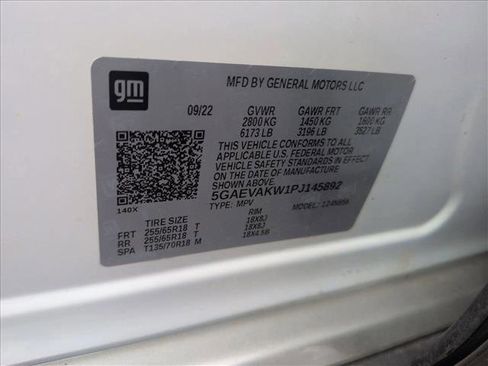 gm
MFD BY GENERAL MOTORS LLC
09/22 GVWR GAWR FRT GAWR RR
2800 KG 1450 KG 1600 KG
6173 LB 3196 LB 3527 LB
THIS VEHICLE CONFORMS TO ALL
APPLICABLE U.S. FEDERAL MOTOR
VEHICLE SAFETY STANDARDS IN EFFECT
ON THE DATE OF MANUFACTURE SHOWN ABOVE.
5GAEVAKW1PJ145892
140X TYPE: MPV MODEL:
TIRE SIZE RIM
FRT 255/65R18 T 18X8J
RR 255/65R18 T 18X8J
SPA T135/70R18 M 18X4.5B